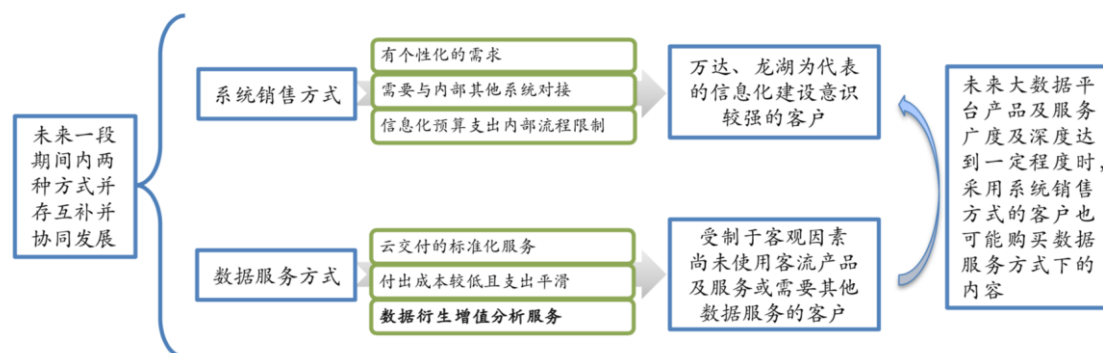 未来一段
期间内两
种方式并
存互补并
协同发展
系统销售方式
有个性化的需求
需要与内部其他系统对接
信息化预算支出内部流程限制
万达、龙湖为代表
的信息化建设意识
较强的客户
数据服务方式
云交付的标准化服务
付出成本较低且支出平滑
数据衍生增值分析服务
受制于客观因素
尚未使用客流产品
及服务或需要其他
数据服务的客户
未来大数据平
台产品及服务
广度及深度达
到一定程度时，
采用系统销售
方式的客户也
可能购买数据
服务方式下的
内容